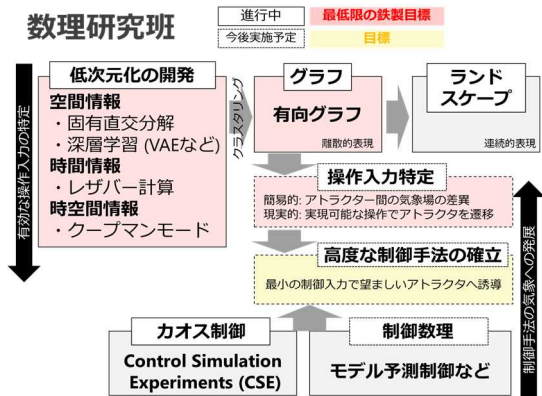 数理研究班
進行中
最低限の鉄製目標
今後実施予定
目標
有効な操作入力の特定
低次元化の開発
空間情報
・固有直交分解
・深層学習 (VAEなど)
時間情報
・レザバー計算
時空間情報
・クープマンモード
クラスタリング
グラフ
有向グラフ
離散的表現
ランド
スケープ
連続的表現
操作入力特定
簡易的: アトラクター間の気象場の差異
現実的: 実現可能な操作でアトラクタを遷移
高度な制御手法の確立
最小の制御入力で望ましいアトラクタへ誘導
カオス制御
Control Simulation
Experiments (CSE)
制御数理
モデル予測制御など
制御手法の気象への発展